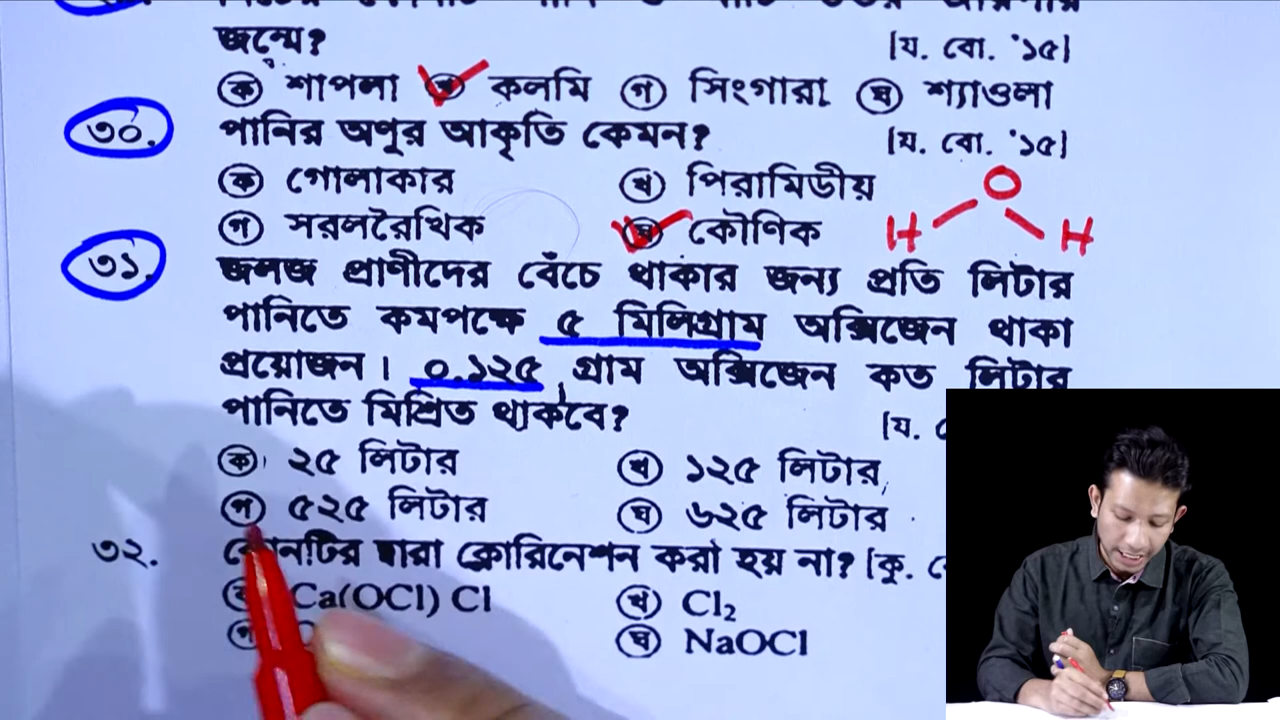 জন্মে? [য. বো. '১৫]
ক শাপলা খ কলমি গ সিংগারা ঘ শ্যাওলা
৩০. পানির অণুর আকৃতি কেমন? [য. বো. '১৫]
ক গোলাকার খ পিরামিডীয়
গ সরলরৈখিক ঘ কৌণিক
H O H
৩১. জলজ প্রাণীদের বেঁচে থাকার জন্য প্রতি লিটার
পানিতে কমপক্ষে ৫ মিলিগ্রাম অক্সিজেন থাকা
প্রয়োজন। ০.১২৫ গ্রাম অক্সিজেন কত লিটার
পানিতে মিশ্রিত থাকবে? [য.
ক ২৫ লিটার খ ১২৫ লিটার
গ ৫২৫ লিটার ঘ ৬২৫ লিটার
৩২. কোনটির দ্বারা ক্লোরিনেশন করা হয় না? [কু.
ক Ca(OCl) Cl খ Cl₂
গ ঘ NaOCl